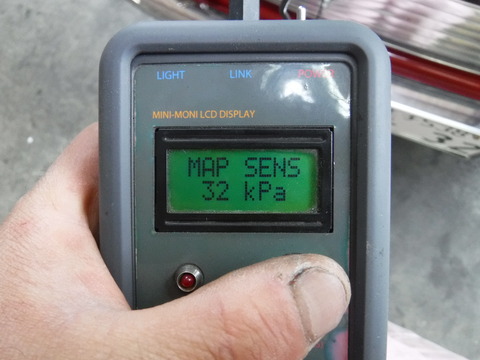 LIGHT LINK POWER
MINI-MONI LCD DISPLAY
MAP SENS
32 kPa